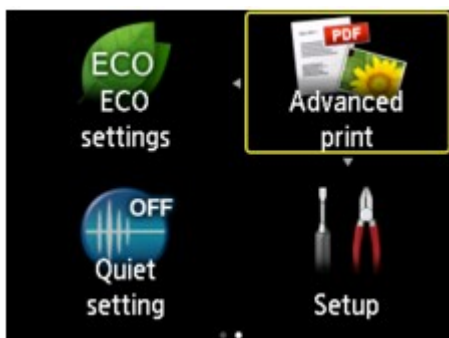 ECO
ECO
settings
PDF
Advanced
print
OFF
Quiet
setting
Setup